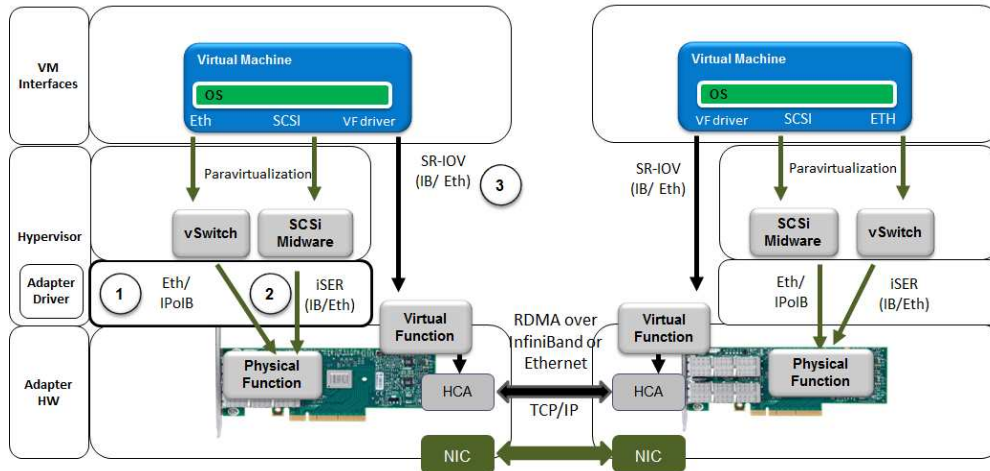 VM
Interfaces
Hypervisor
Adapter
Driver
Adapter
HW
Virtual Machine
OS
Eth SCSI VF driver
Paravirtualization
SR-IOV
(IB/ Eth)
3
vSwitch
SCSi
Midware
1
Eth/
IPoIB
2
iSER
(IB/Eth)
Virtual
Function
Physical
Function
HCA
NIC
RDMA over
InfiniBand or
Ethernet
TCP/IP
Virtual Machine
OS
VF driver SCSI ETH
SR-IOV
(IB/ Eth)
Paravirtualization
SCSi
Midware
vSwitch
Eth/
IPoIB
iSER
(IB/Eth)
Virtual
Function
Physical
Function
HCA
NIC